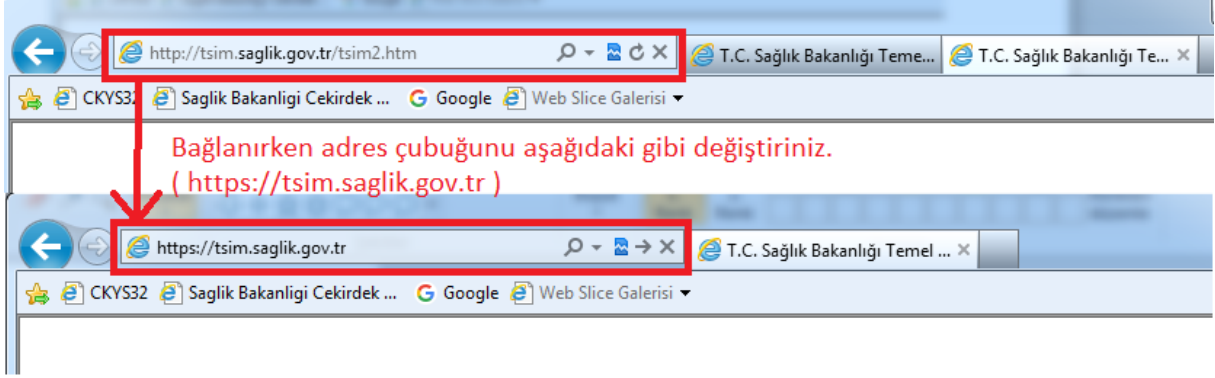 http://tsim.saglik.gov.tr/tsim2.htm T.C. Sağlık Bakanlığı Teme... T.C. Sağlık Bakanlığı Te...
CKYS32 Saglik Bakanligi Cekirdek ... Google Web Slice Galerisi
Bağlanırken adres çubuğunu aşağıdaki gibi değiştiriniz.
( https://tsim.saglik.gov.tr )
https://tsim.saglik.gov.tr T.C. Sağlık Bakanlığı Temel ...
CKYS32 Saglik Bakanligi Cekirdek ... Google Web Slice Galerisi